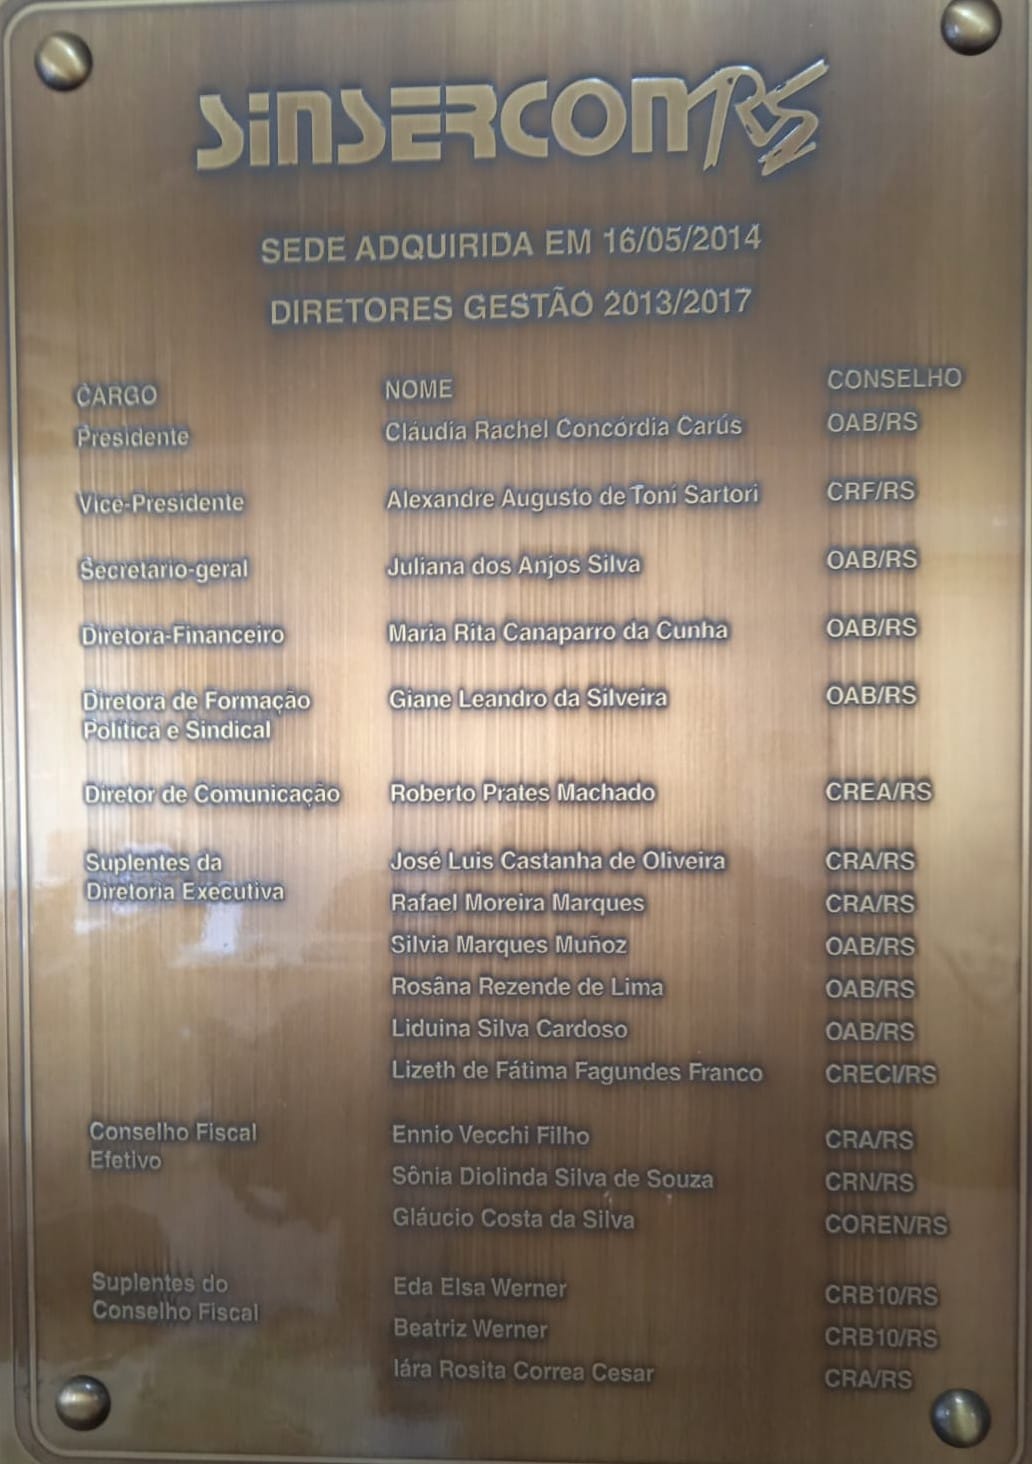 SINSERCONRS
SEDE ADQUIRIDA EM 16/05/2014
DIRETORES GESTÃO 2013/2017
CARGO NOME CONSELHO
Presidente Cláudia Rachel Concórdia Carús OAB/RS
Vice-Presidente Alexandre Augusto de Toni Sartori CRF/RS
Secretário-geral Juliana dos Anjos Silva OAB/RS
Diretora-Financeiro Maria Rita Canaparro da Cunha OAB/RS
Diretora de Formação Giane Leandro da Silveira OAB/RS
Política e Sindical
Diretor de Comunicação Roberto Prates Machado CREA/RS
Suplentes da José Luis Castanha de Oliveira CRA/RS
Diretoria Executiva Rafael Moreira Marques CRA/RS
Silvia Marques Muñoz OAB/RS
Rosâna Rezende de Lima OAB/RS
Liduina Silva Cardoso OAB/RS
Lizeth de Fátima Fagundes Franco CRECI/RS
Conselho Fiscal Ennio Vecchi Filho CRA/RS
Efetivo Sônia Diolinda Silva de Souza CRN/RS
Gláucio Costa da Silva COREN/RS
Suplentes do Eda Elsa Werner CRB10/RS
Conselho Fiscal Beatriz Werner CRB10/RS
Iára Rosita Correa Cesar CRA/RS